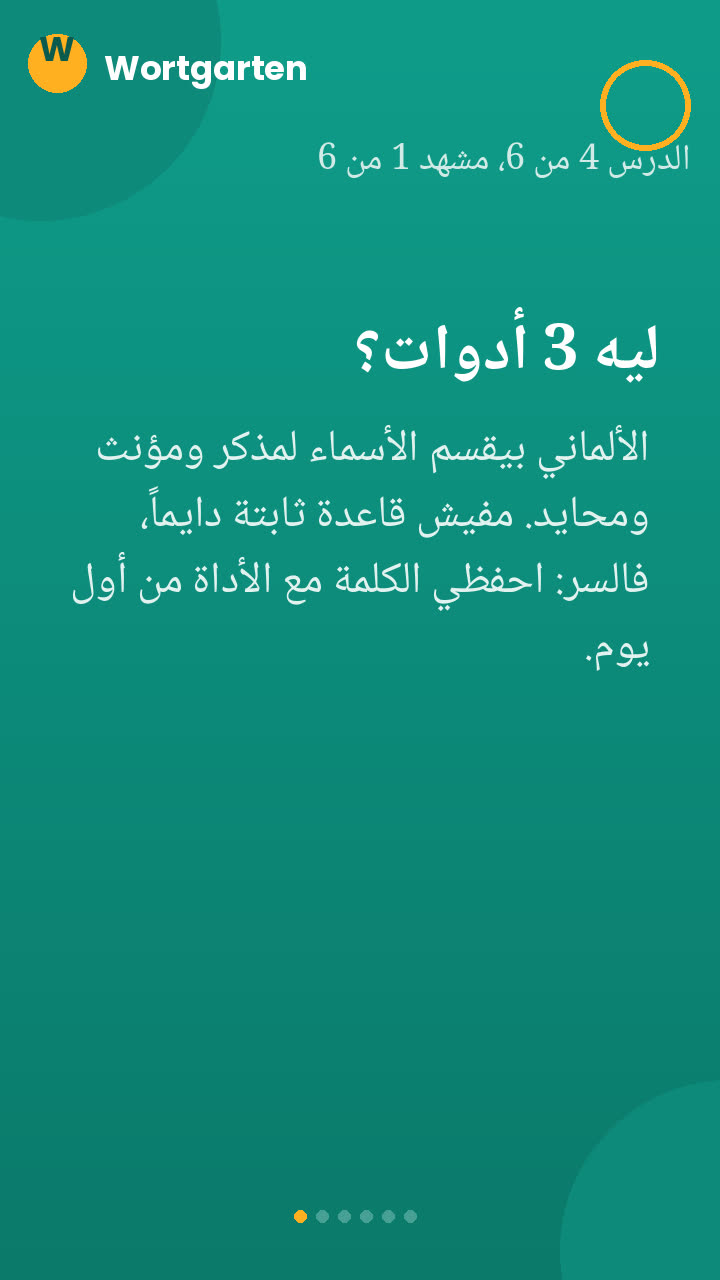 W
Wortgarten
الدرس 4 من 6، مشهد 1 من 6
ليه 3 أدوات؟
الألماني بيقسم الأسماء لمذكر ومؤنث
ومحايد. مفيش قاعدة ثابتة دايماً،
فالسر: احفظي الكلمة مع الأداة من أول
يوم.